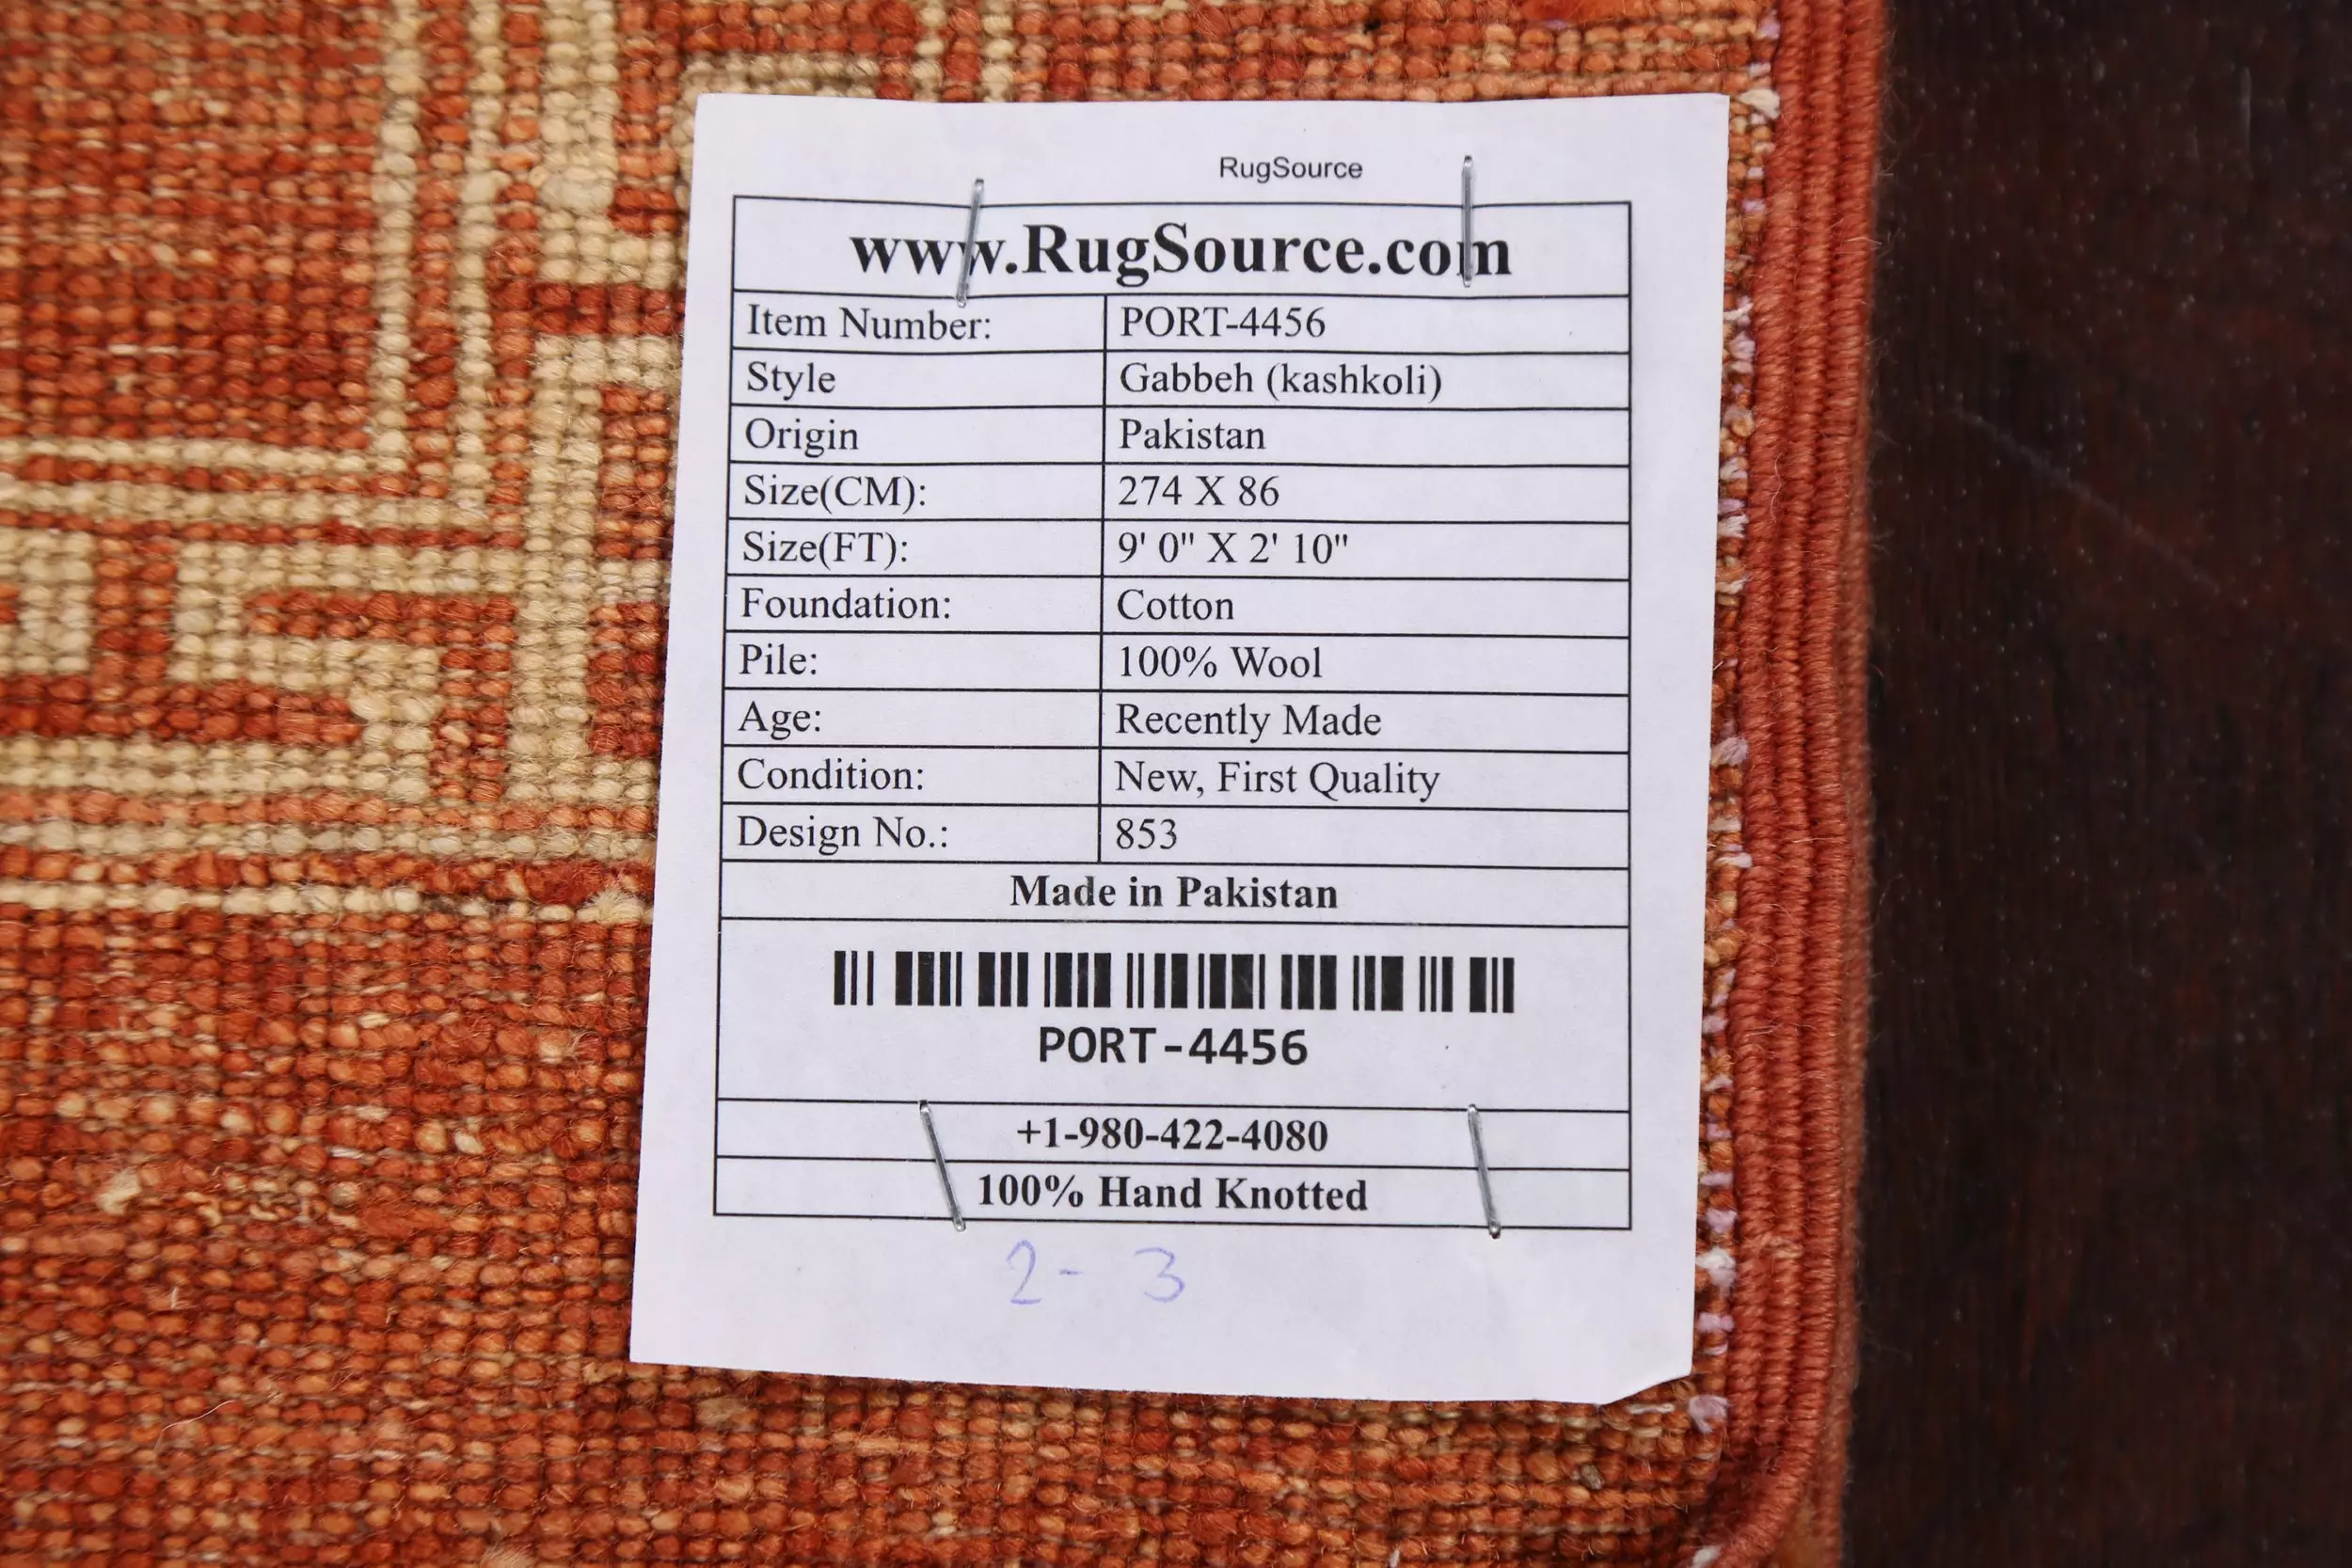 RugSource
www.RugSource.com
Item Number: PORT-4456
Style Gabbeh (kashkoli)
Origin Pakistan
Size(CM): 274 X 86
Size(FT): 9' 0" X 2' 10"
Foundation: Cotton
Pile: 100% Wool
Age: Recently Made
Condition: New, First Quality
Design No.: 853
Made in Pakistan
PORT-4456
+1-980-422-4080
100% Hand Knotted
2- 3